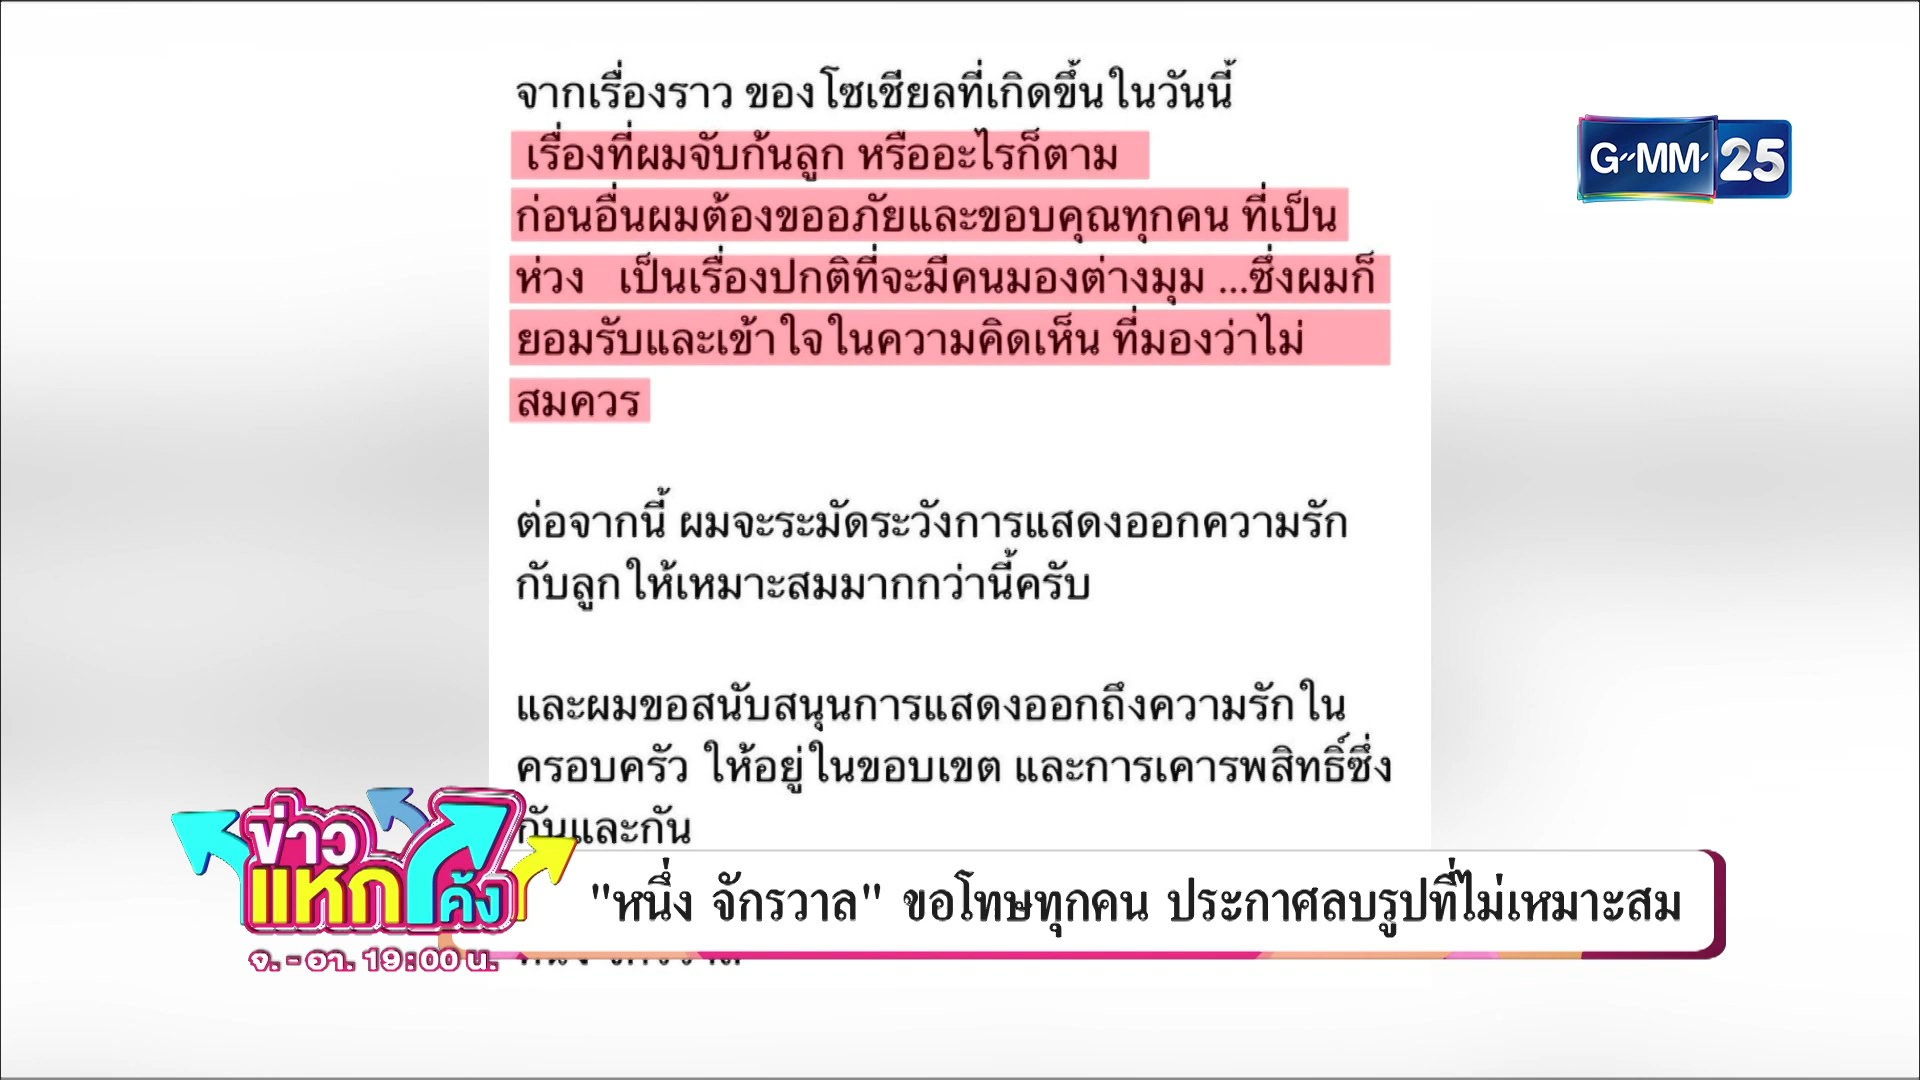 จากเรื่องราว ของโซเชียลที่เกิดขึ้นในวันนี้
เรื่องที่ผมจับก้นลูก หรืออะไรก็ตาม
ก่อนอื่นผมต้องขออภัยและขอบคุณทุกคน ที่เป็น
ห่วง เป็นเรื่องปกติที่จะมีคนมองต่างมุม ...ซึ่งผมก็
ยอมรับและเข้าใจในความคิดเห็น ที่มองว่าไม่
สมควร
ต่อจากนี้ ผมจะระมัดระวังการแสดงออกความรัก
กับลูกให้เหมาะสมมากกว่านี้ครับ
และผมขอสนับสนุนการแสดงออกถึงความรักใน
ครอบครัว ให้อยู่ในขอบเขต และการเคารพสิทธิ์ซึ่ง
กันและกัน
GMM 25
ข่าว
แหกโค้ง
จ. - อา. 19:00 น.
"หนึ่ง จักรวาล" ขอโทษทุกคน ประกาศลบรูปที่ไม่เหมาะสม